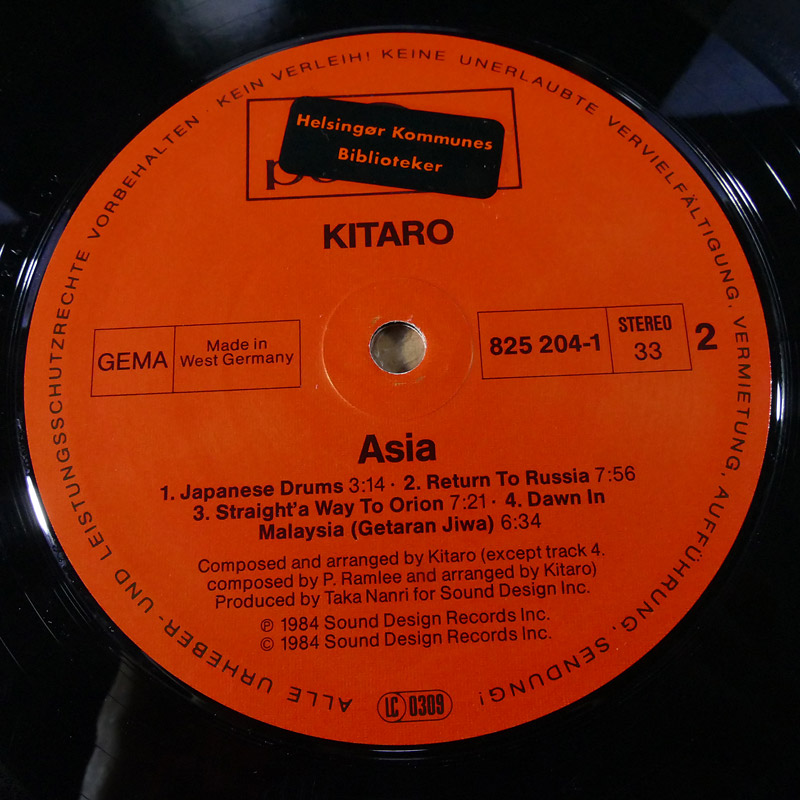 ALLE URHEBER- UND LEISTUNGSSCHUTZRECHTE VORBEHALTEN · KEIN VERLEIH! KEINE UNERLAUBTE VERVIELFÄLTIGUNG, VERMIETUNG, AUFFÜHRUNG, SENDUNG!
Helsingør Kommunes
Biblioteker
KITARO
GEMA
Made in
West Germany
825 204-1
STEREO
33
2
Asia
1. Japanese Drums 3:14 · 2. Return To Russia 7:56
3. Straight'a Way To Orion 7:21 · 4. Dawn In
Malaysia (Getaran Jiwa) 6:34
Composed and arranged by Kitaro (except track 4.
composed by P. Ramlee and arranged by Kitaro)
Produced by Taka Nanri for Sound Design Inc.
℗ 1984 Sound Design Records Inc.
© 1984 Sound Design Records Inc.
LC 0309